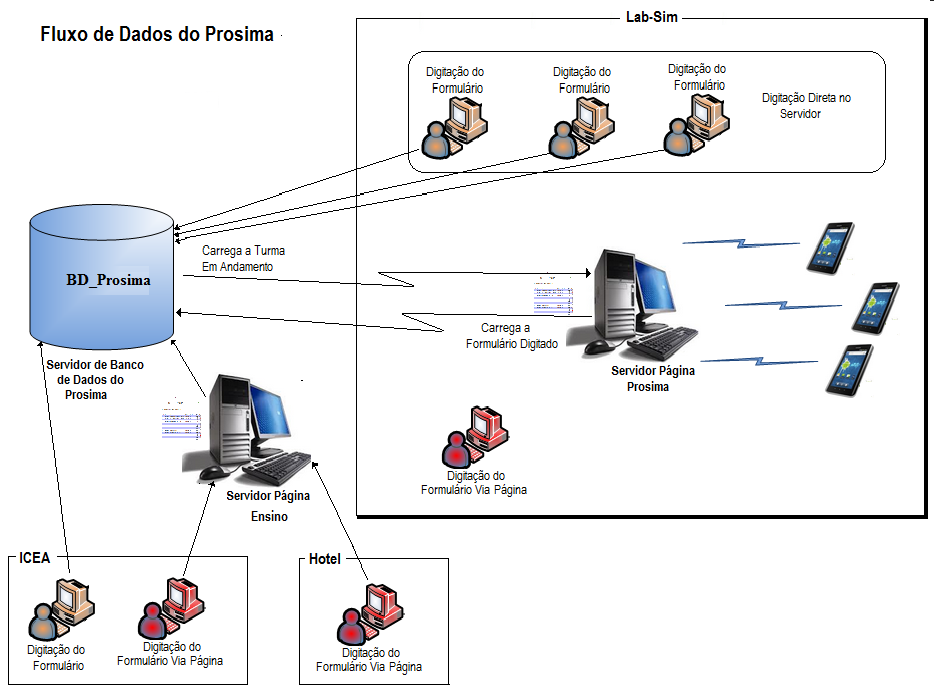 Lab-Sim
Fluxo de Dados do Prosima
Digitação do
Formulário
Digitação do
Formulário
Digitação do
Formulário
Digitação Direta no
Servidor
Carrega a Turma
Em Andamento
BD_Prosima
Carrega a
Formulário Digitado
Servidor de Banco
de Dados do
Prosima
Servidor Página
Prosima
Digitação do
Formulário Via Página
Servidor Página
Ensino
ICEA
Digitação do
Formulário
Digitação do
Formulário Via Página
Hotel
Digitação do
Formulário Via Página